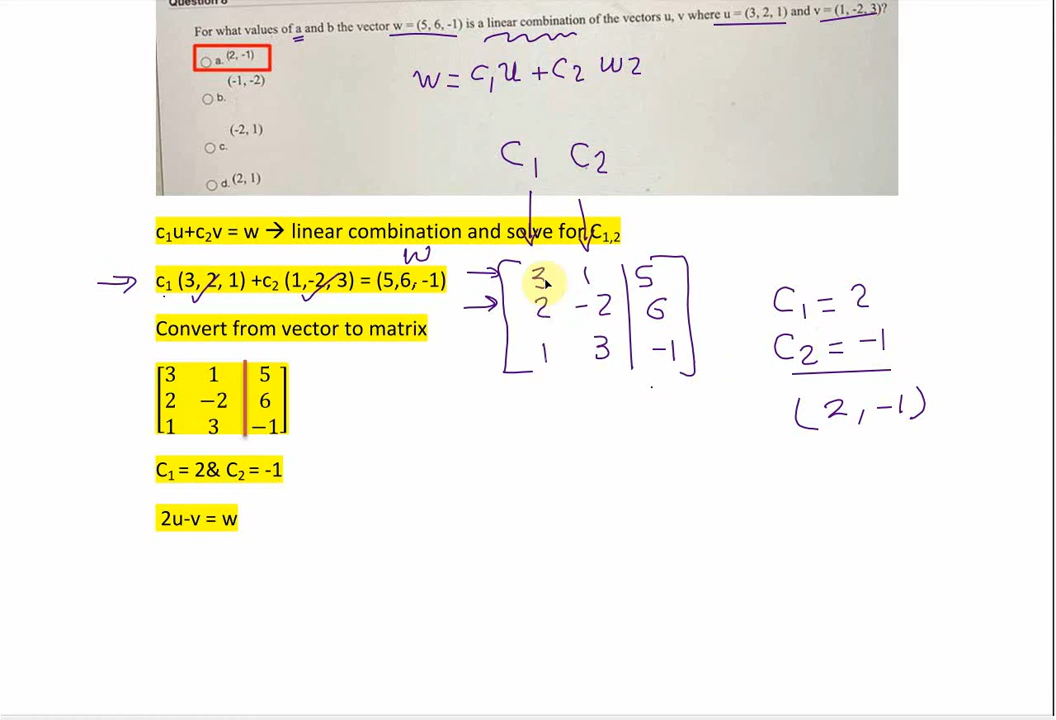 Question 8
For what values of a and b the vector w = (5, 6, -1) is a linear combination of the vectors u, v where u = (3, 2, 1) and v = (1, -2, 3)?
a. (2, -1)
(-1, -2)
b.
(-2, 1)
c.
d. (2, 1)
w = C₁u + C₂ w2
C₁ C₂
c₁u+c₂v = w → linear combination and solve for C₁,₂
w
→ c₁ (3, 2, 1) +c₂ (1,-2,3) = (5,6, -1)
Convert from vector to matrix
[3 1 | 5]
[2 −2 | 6]
[1 3 | −1]
C₁ = 2& C₂ = -1
2u-v = w
→ [3 1 | 5]
→ [2 -2 | 6]
[1 3 | -1]
C₁ = 2
C₂ = -1
(2, -1)